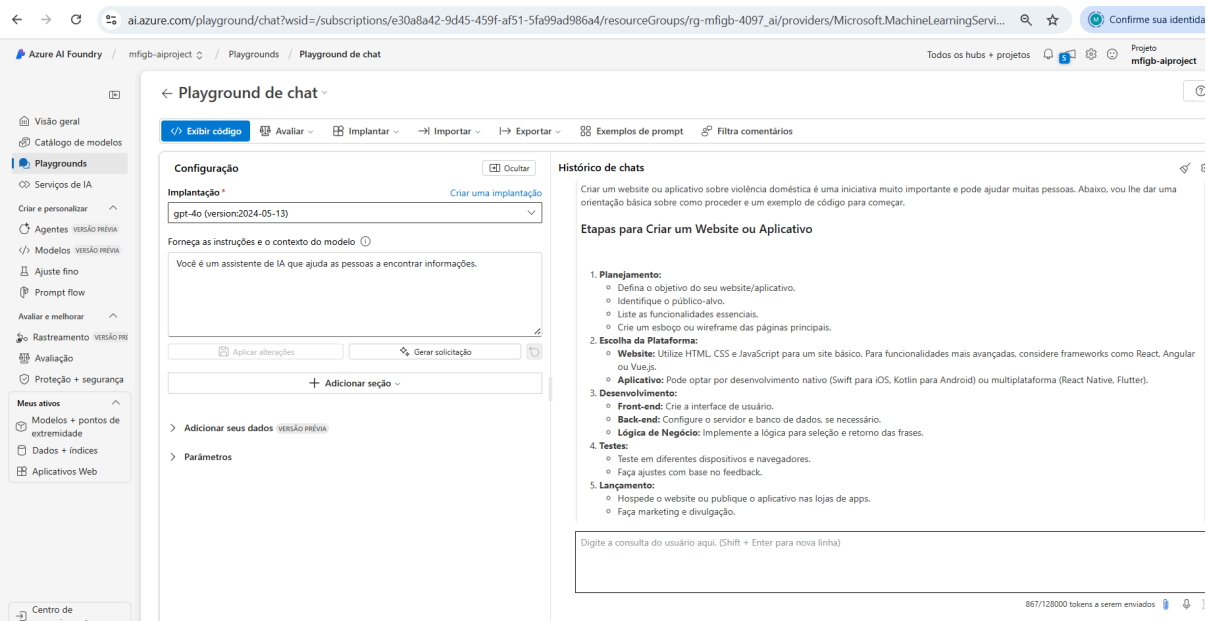 ai.azure.com/playground/chat?wsid=/subscriptions/e30a8a42-9d45-459f-af51-5fa99ad986a4/resourceGroups/rg-mfigb-4097_ai/providers/Microsoft.MachineLearningServi...
Confirme sua identida
Azure AI Foundry / mfigb-aiproject / Playgrounds / Playground de chat
Todos os hubs + projetos
5
Projeto
mfigb-aiproject
Visão geral
Catálogo de modelos
Playgrounds
Serviços de IA
Criar e personalizar
Agentes VERSÃO PRÉVIA
Modelos VERSÃO PRÉVIA
Ajuste fino
Prompt flow
Avaliar e melhorar
Rastreamento VERSÃO PRÉ
Avaliação
Proteção + segurança
Meus ativos
Modelos + pontos de
extremidade
Dados + índices
Aplicativos Web
Centro de
Playground de chat
</> Exibir código
Avaliar
Implantar
Importar
Exportar
Exemplos de prompt
Filtra comentários
Configuração
Ocultar
Implantação *
Criar uma implantação
gpt-4o (version:2024-05-13)
Forneça as instruções e o contexto do modelo
Você é um assistente de IA que ajuda as pessoas a encontrar informações.
Aplicar alterações
Gerar solicitação
Adicionar seção
Adicionar seus dados VERSÃO PRÉVIA
Parâmetros
Histórico de chats
Criar um website ou aplicativo sobre violência doméstica é uma iniciativa muito importante e pode ajudar muitas pessoas. Abaixo, vou lhe dar uma
orientação básica sobre como proceder e um exemplo de código para começar.
Etapas para Criar um Website ou Aplicativo
1. Planejamento:
Defina o objetivo do seu website/aplicativo.
Identifique o público-alvo.
Liste as funcionalidades essenciais.
Crie um esboço ou wireframe das páginas principais.
2. Escolha da Plataforma:
Website: Utilize HTML, CSS e JavaScript para um site básico. Para funcionalidades mais avançadas, considere frameworks como React, Angular
ou Vue.js.
Aplicativo: Pode optar por desenvolvimento nativo (Swift para iOS, Kotlin para Android) ou multiplataforma (React Native, Flutter).
3. Desenvolvimento:
Front-end: Crie a interface de usuário.
Back-end: Configure o servidor e banco de dados, se necessário.
Lógica de Negócio: Implemente a lógica para seleção e retorno das frases.
4. Testes:
Teste em diferentes dispositivos e navegadores.
Faça ajustes com base no feedback.
5. Lançamento:
Hospede o website ou publique o aplicativo nas lojas de apps.
Faça marketing e divulgação.
Digite a consulta do usuário aqui. (Shift + Enter para nova linha)
867/128000 tokens a serem enviados